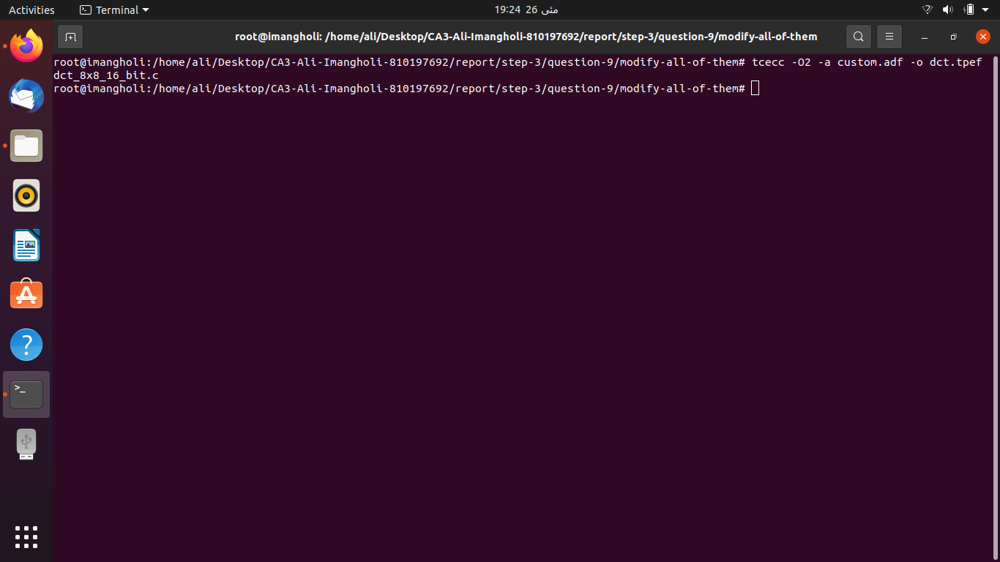 Activities
Terminal
19:24 26 مئی
root@imangholi: /home/ali/Desktop/CA3-Ali-Imangholi-810197692/report/step-3/question-9/modify-all-of-them
root@imangholi:/home/ali/Desktop/CA3-Ali-Imangholi-810197692/report/step-3/question-9/modify-all-of-them# tcecc -O2 -a custom.adf -o dct.tpef
dct_8x8_16_bit.c
root@imangholi:/home/ali/Desktop/CA3-Ali-Imangholi-810197692/report/step-3/question-9/modify-all-of-them#